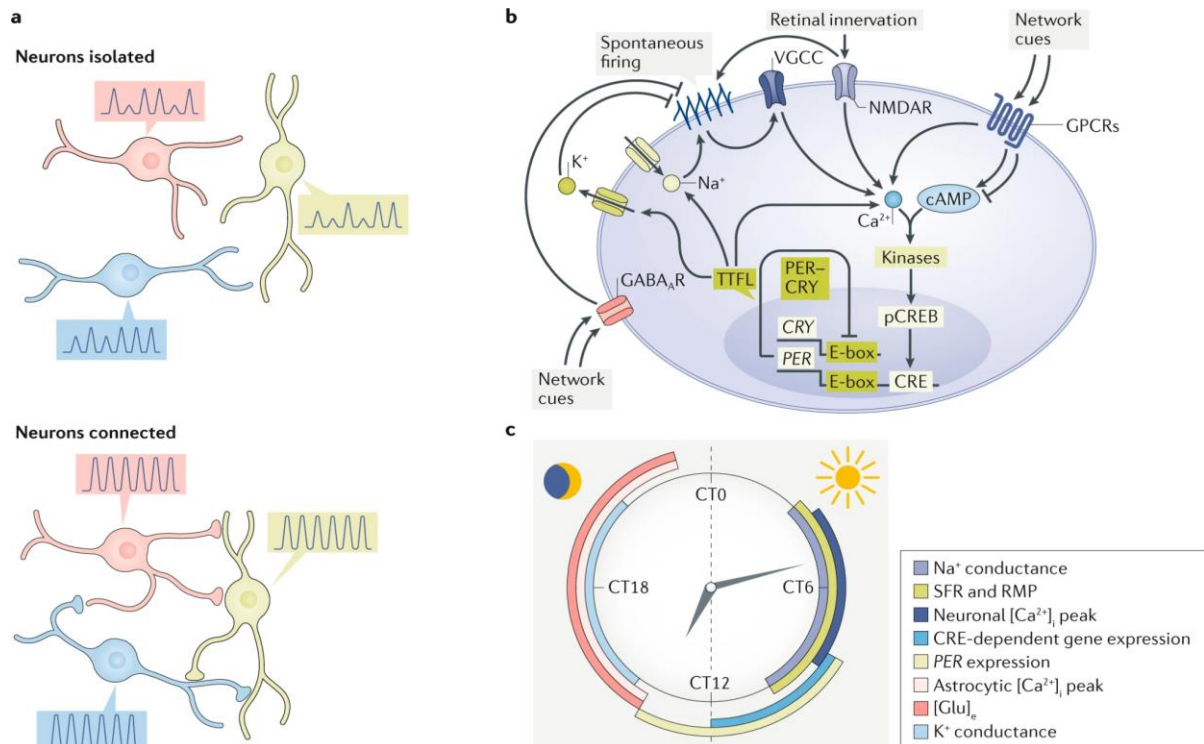 a
Neurons isolated
Neurons connected
b
Retinal innervation
Network
cues
Spontaneous
firing
VGCC
NMDAR
GPCRs
K⁺
Na⁺
Ca²⁺
cAMP
Kinases
GABA_AR
TTFL
PER–
CRY
pCREB
CRY
E-box
PER
E-box
CRE
Network
cues
c
CT0
CT18
CT6
CT12
Na⁺ conductance
SFR and RMP
Neuronal [Ca²⁺]ᵢ peak
CRE-dependent gene expression
PER expression
Astrocytic [Ca²⁺]ᵢ peak
[Glu]ₑ
K⁺ conductance